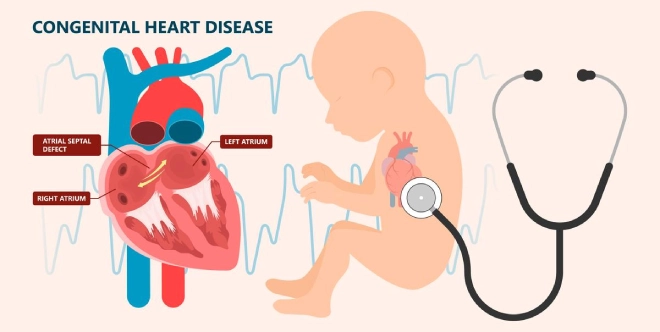 CONGENITAL HEART DISEASE
ATRIAL SEPTAL
DEFECT
LEFT ATRIUM
RIGHT ATRIUM